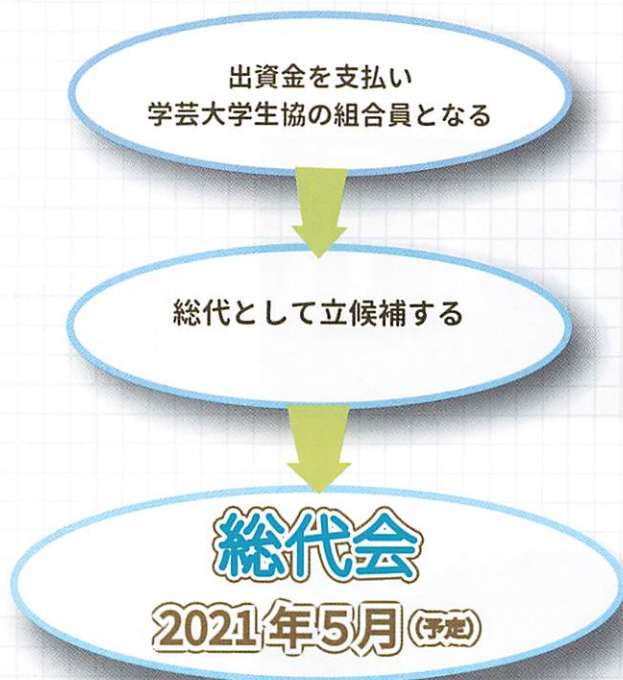 出資金を支払い
学芸大学生協の組合員となる
総代として立候補する
総代会
2021年5月(予定)